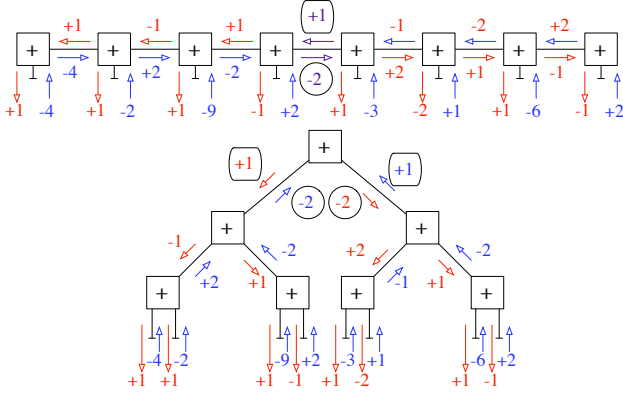 +1 -1 +1 +1 -1 -2 +2
+ + + + + + + +
-4 +2 -2 -2 +2 +1 -1
+1 -4 +1 -2 +1 -9 -1 +2 +1 -3 -2 +1 +1 -6 -1 +2
+
+1 +1
-2 -2
+ +
-1 -2 +2 -2
+2 +1 -1 +1
+ + + +
-4 -2 -9 +2 -3 +1 -6 +2
+1 +1 +1 -1 +1 -2 +1 -1